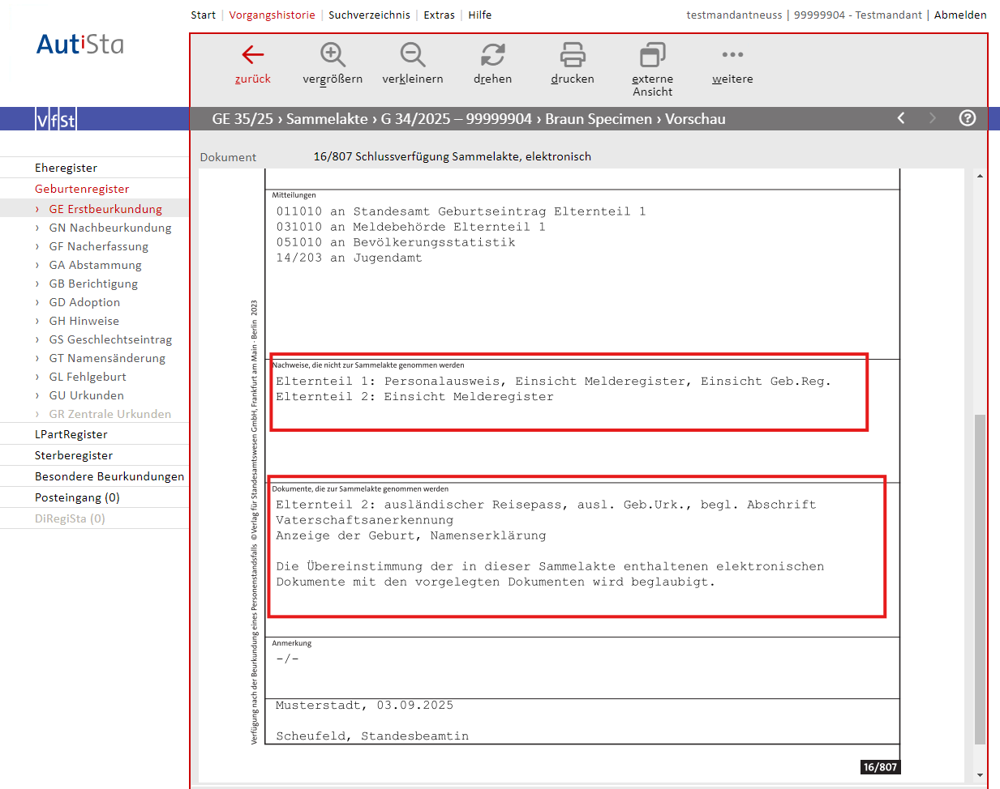 Start | Vorgangshistorie | Suchverzeichnis | Extras | Hilfe
testmandantneuss | 99999904 - Testmandant | Abmelden
AutiSta
zurück
vergrößern
verkleinern
drehen
drucken
externe
Ansicht
weitere
VfSt
GE 35/25 › Sammelakte › G 34/2025 – 99999904 › Braun Specimen › Vorschau
Eheregister
Geburtenregister
› GE Erstbeurkundung
› GN Nachbeurkundung
› GF Nacherfassung
› GA Abstammung
› GB Berichtigung
› GD Adoption
› GH Hinweise
› GS Geschlechtseintrag
› GT Namensänderung
› GL Fehlgeburt
› GU Urkunden
› GR Zentrale Urkunden
LPartRegister
Sterberegister
Besondere Beurkundungen
Posteingang (0)
DiRegiSta (0)
Dokument 16/807 Schlussverfügung Sammelakte, elektronisch
Mitteilungen
011010 an Standesamt Geburtseintrag Elternteil 1
031010 an Meldebehörde Elternteil 1
051010 an Bevölkerungsstatistik
14/203 an Jugendamt
Nachweise, die nicht zur Sammelakte genommen werden
Elternteil 1: Personalausweis, Einsicht Melderegister, Einsicht Geb.Reg.
Elternteil 2: Einsicht Melderegister
Dokumente, die zur Sammelakte genommen werden
Elternteil 2: ausländischer Reisepass, ausl. Geb.Urk., begl. Abschrift
Vaterschaftsanerkennung
Anzeige der Geburt, Namenserklärung
Die Übereinstimmung der in dieser Sammelakte enthaltenen elektronischen
Dokumente mit den vorgelegten Dokumenten wird beglaubigt.
Anmerkung
-/-
Musterstadt, 03.09.2025
Scheufeld, Standesbeamtin
Verfügung nach der Beurkundung eines Personenstandsfalls ©Verlag für Standesamtswesen GmbH, Frankfurt am Main · Berlin 2023
16/807